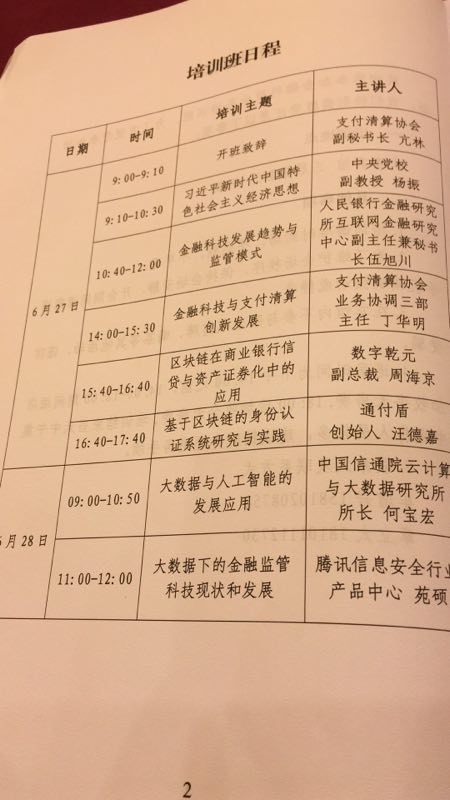 培训班日程
日期
时间
培训主题
主讲人
6月27日
9:00-9:10
开班致辞
支付清算协会
副秘书长 亢林
9:10-10:30
习近平新时代中国特
色社会主义经济思想
中央党校
副教授 杨振
10:40-12:00
金融科技发展趋势与
监管模式
人民银行金融研究
所互联网金融研究
中心副主任兼秘书
长伍旭川
14:00-15:30
金融科技与支付清算
创新发展
支付清算协会
业务协调三部
主任 丁华明
15:40-16:40
区块链在商业银行信
贷与资产证券化中的
应用
数字乾元
副总裁 周海京
16:40-17:40
基于区块链的身份认
证系统研究与实践
通付盾
创始人 汪德嘉
月28日
09:00-10:50
大数据与人工智能的
发展应用
中国信通院云计算
与大数据研究所
所长 何宝宏
11:00-12:00
大数据下的金融监管
科技现状和发展
腾讯信息安全行业
产品中心 苑硕
2